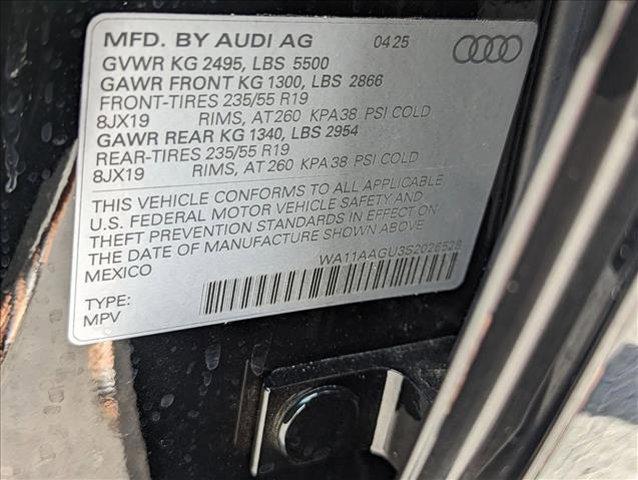 MFD. BY AUDI AG 04 25
GVWR KG 2495, LBS 5500
GAWR FRONT KG 1300, LBS 2866
FRONT-TIRES 235/55 R19
8JX19 RIMS, AT 260 KPA 38 PSI COLD
GAWR REAR KG 1340, LBS 2954
REAR-TIRES 235/55 R19
8JX19 RIMS, AT 260 KPA 38 PSI COLD
THIS VEHICLE CONFORMS TO ALL APPLICABLE
U.S. FEDERAL MOTOR VEHICLE SAFETY AND
THEFT PREVENTION STANDARDS IN EFFECT ON
THE DATE OF MANUFACTURE SHOWN ABOVE
MEXICO
WA11AAGU3S2026528
TYPE:
MPV